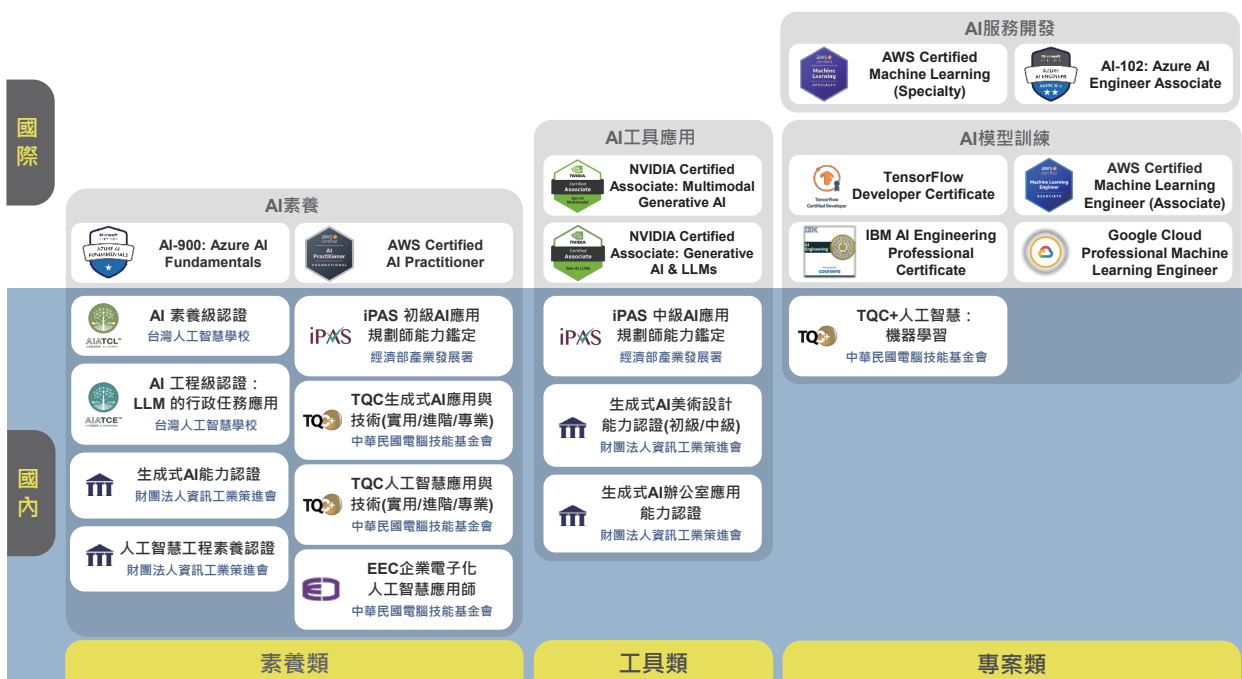 國際
AI服務開發
AWS Certified
Machine Learning
(Specialty)
AI-102: Azure AI
Engineer Associate
AI工具應用
NVIDIA Certified
Associate: Multimodal
Generative AI
NVIDIA Certified
Associate: Generative
AI & LLMs
AI模型訓練
TensorFlow
Developer Certificate
AWS Certified
Machine Learning
Engineer (Associate)
IBM AI Engineering
Professional
Certificate
Google Cloud
Professional Machine
Learning Engineer
AI素養
AI-900: Azure AI
Fundamentals
AWS Certified
AI Practitioner
國內
AIATCL
AI 素養級認證
台灣人工智慧學校
AIATCE
AI 工程級認證：
LLM 的行政任務應用
台灣人工智慧學校
生成式AI能力認證
財團法人資訊工業策進會
人工智慧工程素養認證
財團法人資訊工業策進會
iPAS
iPAS 初級AI應用
規劃師能力鑑定
經濟部產業發展署
TQC+
TQC生成式AI應用與
技術(實用/進階/專業)
中華民國電腦技能基金會
TQC+
TQC人工智慧應用與
技術(實用/進階/專業)
中華民國電腦技能基金會
EEC企業電子化
人工智慧應用師
中華民國電腦技能基金會
iPAS
iPAS 中級AI應用
規劃師能力鑑定
經濟部產業發展署
生成式AI美術設計
能力認證(初級/中級)
財團法人資訊工業策進會
生成式AI辦公室應用
能力認證
財團法人資訊工業策進會
TQC+
TQC+人工智慧：
機器學習
中華民國電腦技能基金會
素養類
工具類
專案類